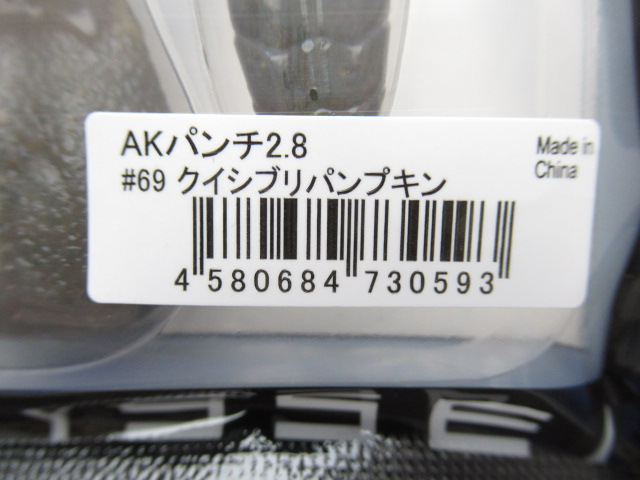 AKパンチ2.8
Made in
China
#69 クイシブリパンプキン
4 580684 730593